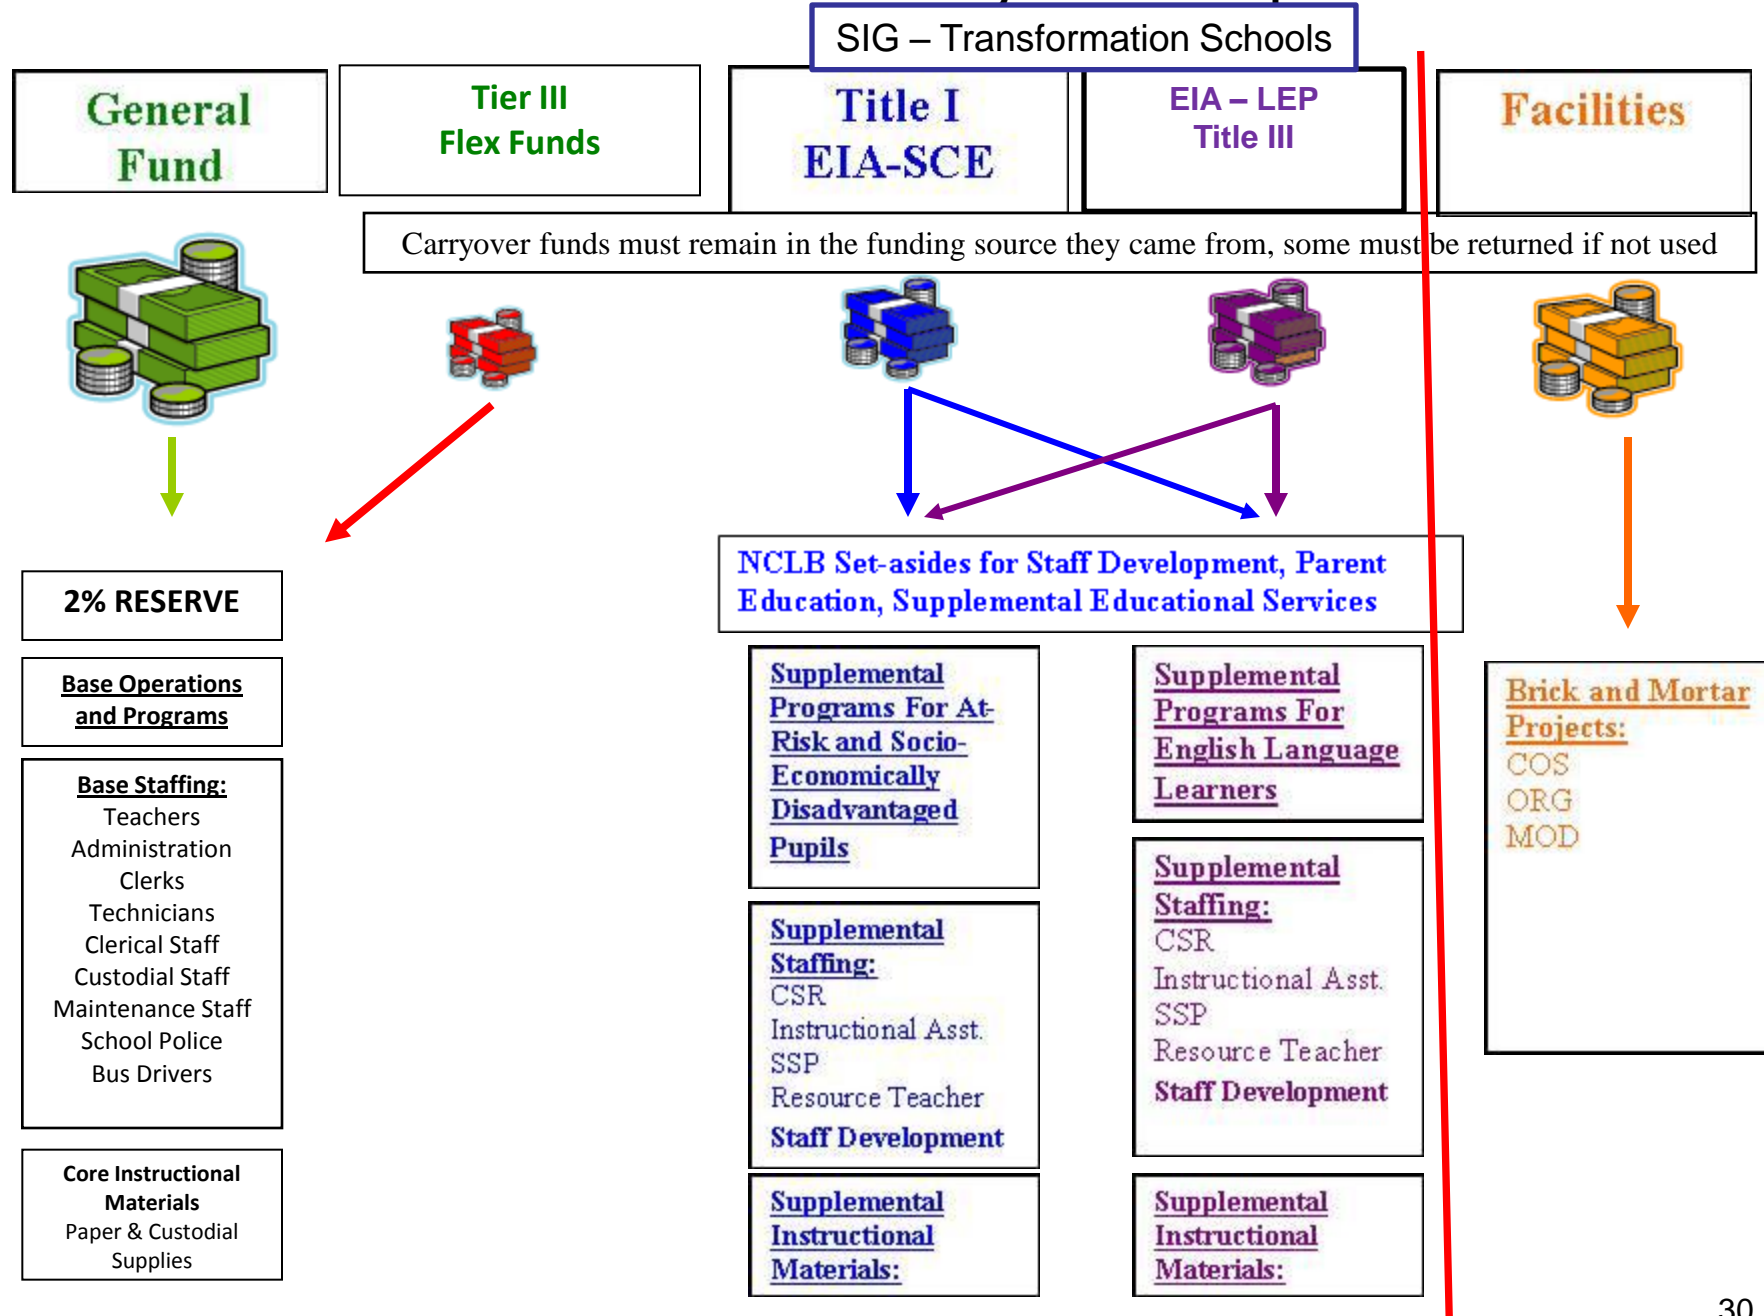 SIG – Transformation Schools
General
Fund
Tier III
Flex Funds
Title I
EIA-SCE
EIA – LEP
Title III
Facilities
Carryover funds must remain in the funding source they came from, some must be returned if not used
2% RESERVE
Base Operations
and Programs
Base Staffing:
Teachers
Administration
Clerks
Technicians
Clerical Staff
Custodial Staff
Maintenance Staff
School Police
Bus Drivers
Core Instructional
Materials
Paper & Custodial
Supplies
NCLB Set-asides for Staff Development, Parent
Education, Supplemental Educational Services
Supplemental
Programs For At-
Risk and Socio-
Economically
Disadvantaged
Pupils
Supplemental
Staffing:
CSR
Instructional Asst.
SSP
Resource Teacher
Staff Development
Supplemental
Instructional
Materials:
Supplemental
Programs For
English Language
Learners
Supplemental
Staffing:
CSR
Instructional Asst.
SSP
Resource Teacher
Staff Development
Supplemental
Instructional
Materials:
Brick and Mortar
Projects:
COS
ORG
MOD
30